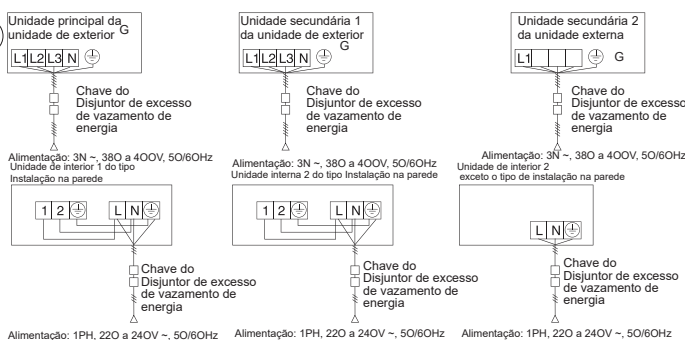 Unidade principal da
unidade de exterior G
L1 L2 L3 N
Chave do
Disjuntor de excesso
de vazamento de
energia
Alimentação: 3N ~, 38O a 4OOV, 5O/6OHz
Unidade secundária 1
da unidade de exterior
G
L1 L2 L3 N
Chave do
Disjuntor de excesso
de vazamento de
energia
Alimentação: 3N ~, 38O a 4OOV, 5O/6OHz
Unidade secundária 2
da unidade externa
L1 G
Chave do
Disjuntor de excesso
de vazamento de
energia
Alimentação: 3N ~, 38O a 4OOV, 5O/6OHz
Unidade de interior 1 do tipo
Instalação na parede
1 2 L N
Chave do
Disjuntor de excesso
de vazamento de
energia
Alimentação: 1PH, 22O a 24OV ~, 5O/6OHz
Unidade interna 2 do tipo Instalação na parede
1 2 L N
Chave do
Disjuntor de excesso
de vazamento de
energia
Alimentação: 1PH, 22O a 24OV ~, 5O/6OHz
Unidade de interior 2
exceto o tipo de instalação na parede
L N
Chave do
Disjuntor de excesso
de vazamento de
energia
Alimentação: 1PH, 22O a 24OV ~, 5O/6OHz